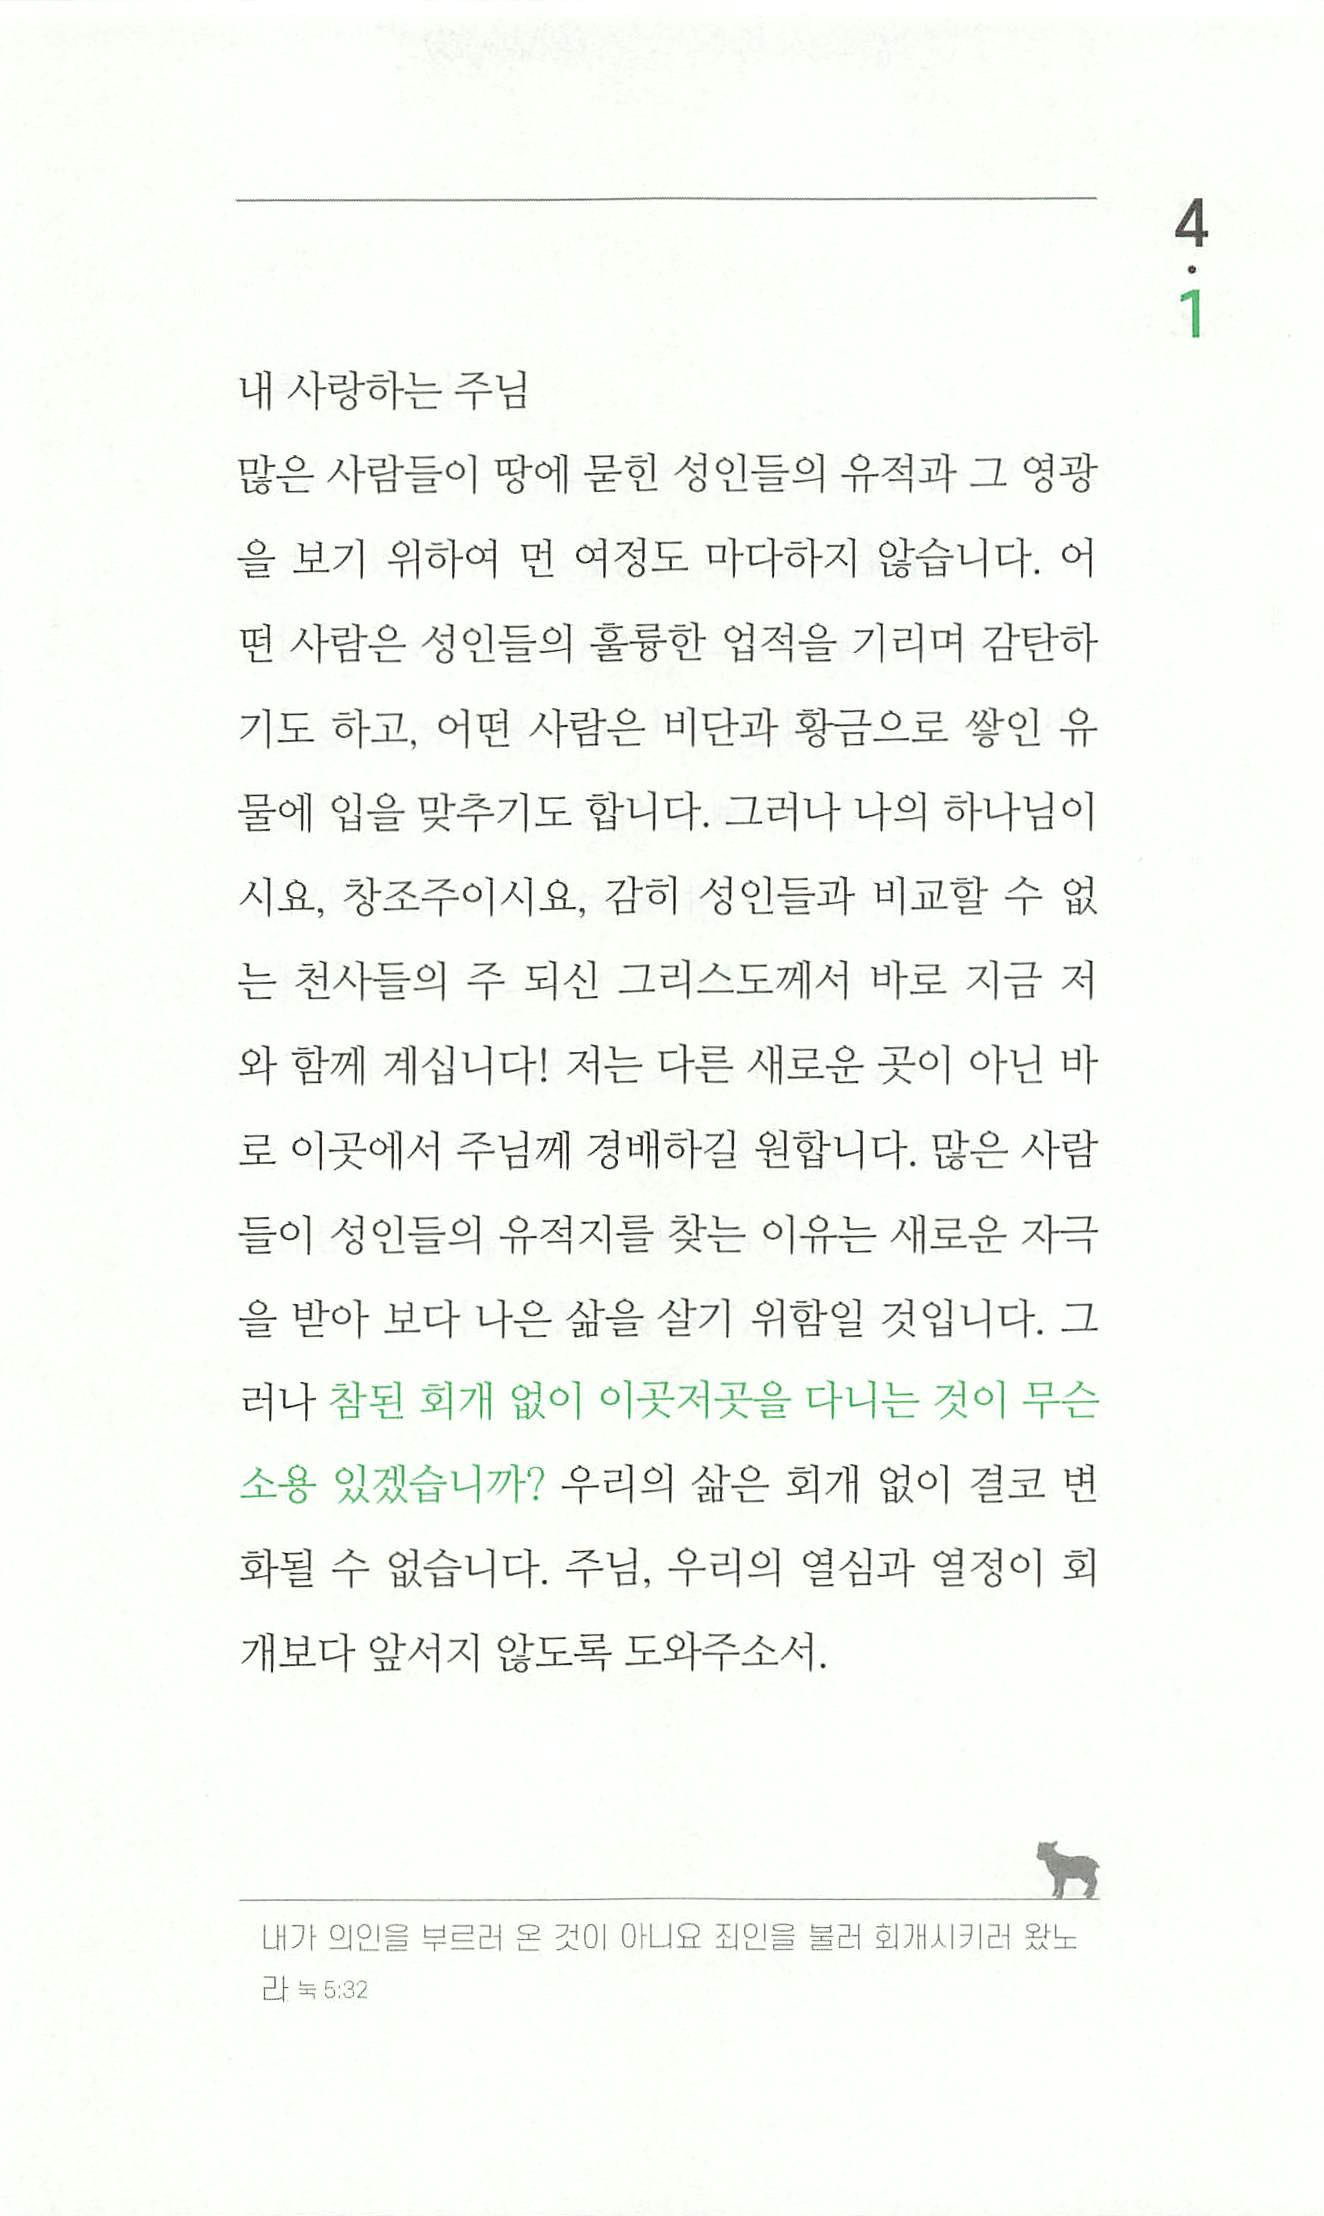 4
·
1
내 사랑하는 주님
많은 사람들이 땅에 묻힌 성인들의 유적과 그 영광
을 보기 위하여 먼 여정도 마다하지 않습니다. 어
떤 사람은 성인들의 훌륭한 업적을 기리며 감탄하
기도 하고, 어떤 사람은 비단과 황금으로 쌓인 유
물에 입을 맞추기도 합니다. 그러나 나의 하나님이
시요, 창조주이시요, 감히 성인들과 비교할 수 없
는 천사들의 주 되신 그리스도께서 바로 지금 저
와 함께 계십니다! 저는 다른 새로운 곳이 아닌 바
로 이곳에서 주님께 경배하길 원합니다. 많은 사람
들이 성인들의 유적지를 찾는 이유는 새로운 자극
을 받아 보다 나은 삶을 살기 위함일 것입니다. 그
러나 참된 회개 없이 이곳저곳을 다니는 것이 무슨
소용 있겠습니까? 우리의 삶은 회개 없이 결코 변
화될 수 없습니다. 주님, 우리의 열심과 열정이 회
개보다 앞서지 않도록 도와주소서.
내가 의인을 부르러 온 것이 아니요 죄인을 불러 회개시키러 왔노
라 눅 5:32